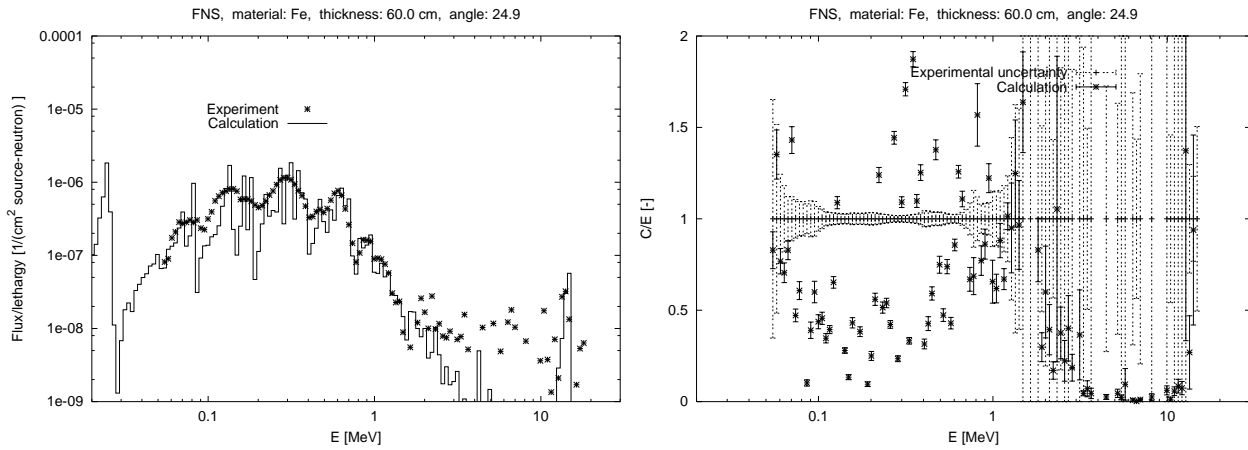 FNS, material: Fe, thickness: 60.0 cm, angle: 24.9
0.0001
1e-05
1e-06
1e-07
1e-08
1e-09
Flux/lethargy [1/(cm2 source-neutron) ]
Experiment
Calculation
0.1
1
10
E [MeV]
FNS, material: Fe, thickness: 60.0 cm, angle: 24.9
2
1.5
1
0.5
0
C/E [-]
Experimental uncertainty
Calculation
0.1
1
10
E [MeV]